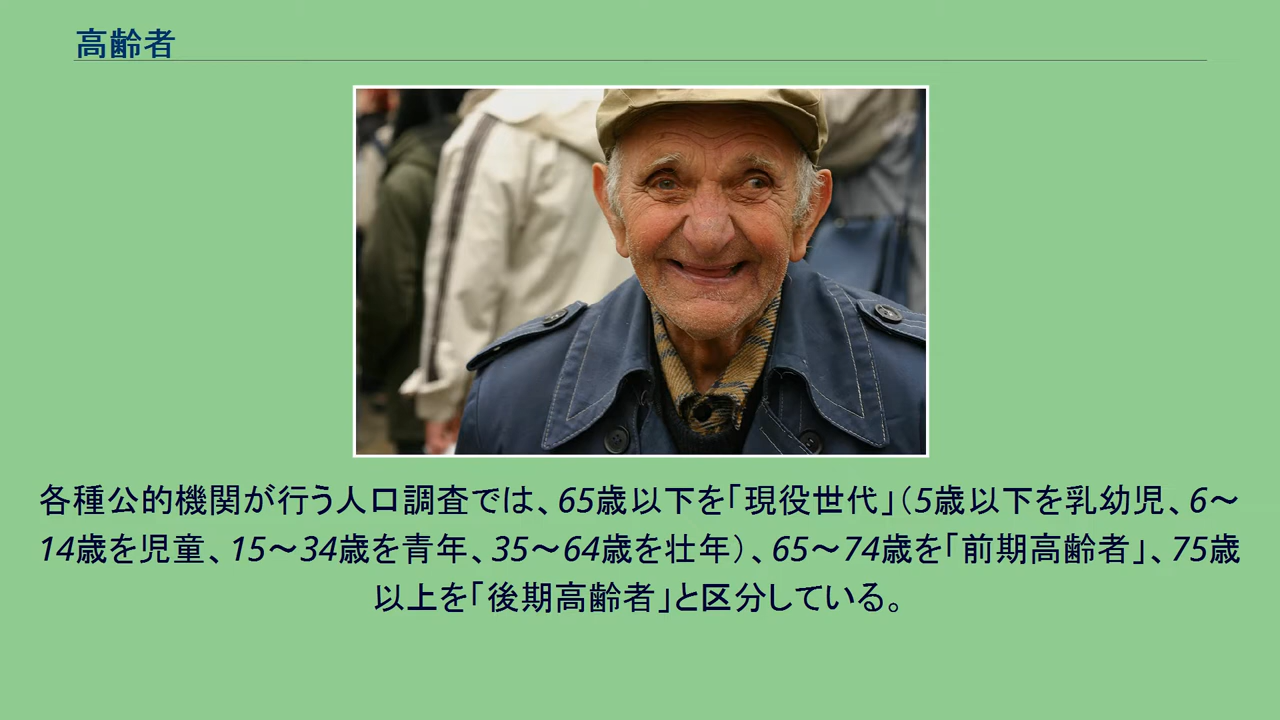 高齢者
各種公的機関が行う人口調査では、65歳以下を「現役世代」（5歳以下を乳幼児、6～
14歳を児童、15～34歳を青年、35～64歳を壮年）、65～74歳を「前期高齢者」、75歳
以上を「後期高齢者」と区分している。